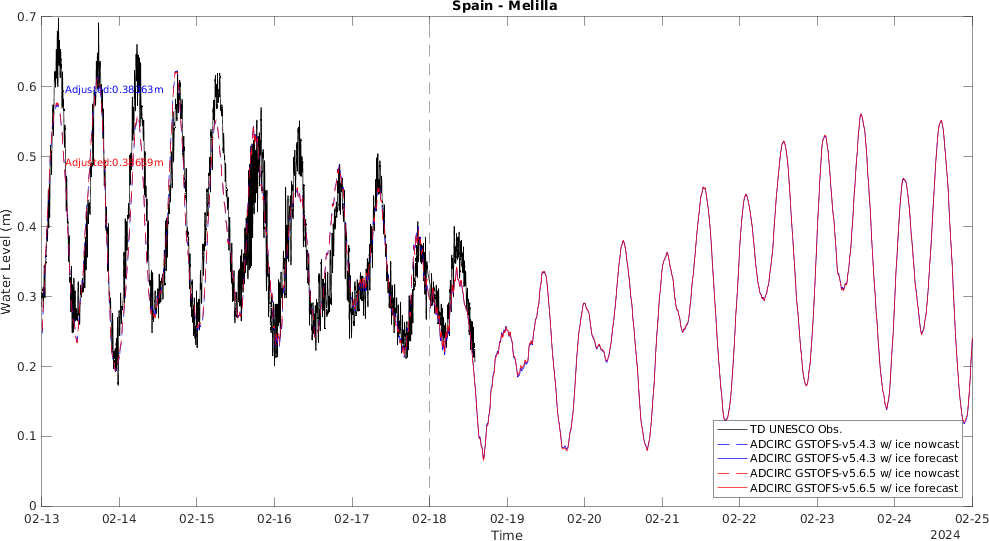 Spain - Melilla
0.7
0.6
0.5
0.4
0.3
0.2
0.1
0
Water Level (m)
TD UNESCO Obs.
ADCIRC GSTOFS-v5.4.3 w/ ice nowcast
ADCIRC GSTOFS-v5.4.3 w/ ice forecast
ADCIRC GSTOFS-v5.6.5 w/ ice nowcast
ADCIRC GSTOFS-v5.6.5 w/ ice forecast
02-13 02-14 02-15 02-16 02-17 02-18 02-19 02-20 02-21 02-22 02-23 02-24 02-25
Time
2024